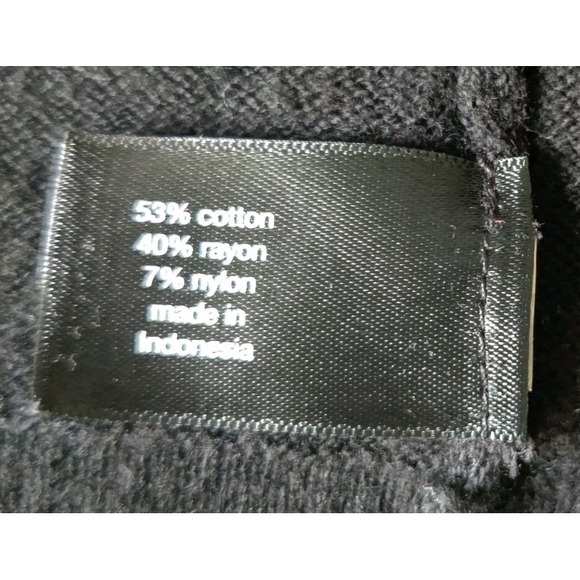 53% cotton
40% rayon
7% nylon
made in
Indonesia